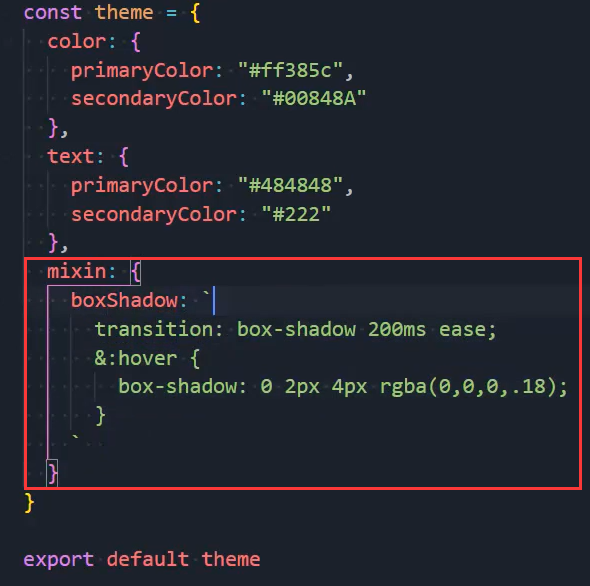 const theme = {
  color: {
    primaryColor: "#ff385c",
    secondaryColor: "#00848A"
  },
  text: {
    primaryColor: "#484848",
    secondaryColor: "#222"
  },
  mixin: {
    boxShadow: `
      transition: box-shadow 200ms ease;
      &:hover {
        box-shadow: 0 2px 4px rgba(0,0,0,.18);
      }
    `
  }
}
export default theme